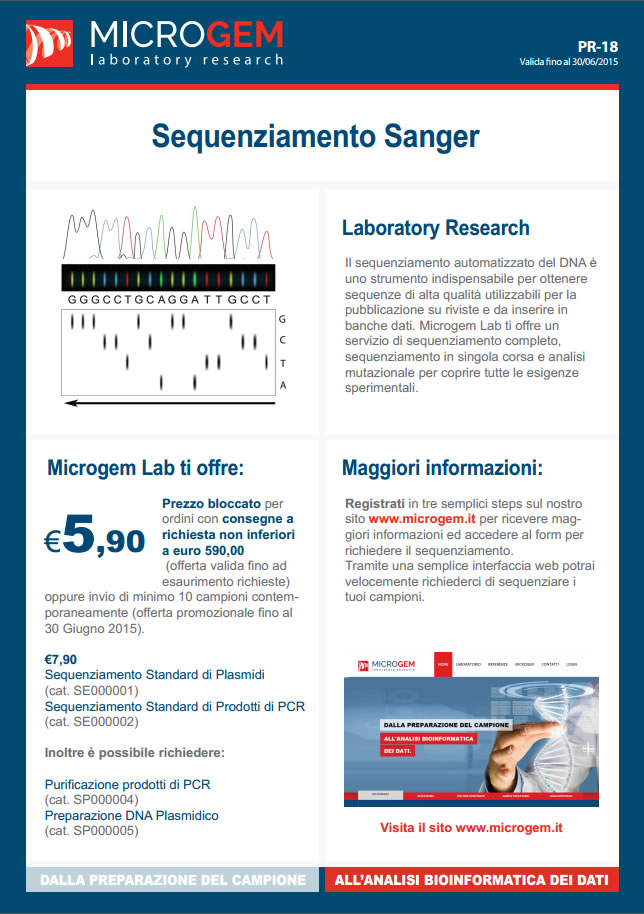 MICROGEM
laboratory research
PR-18
Valida fino al 30/06/2015
Sequenziamento Sanger
G G G C C T G C A G G A T T G C C T
G
C
T
A
Laboratory Research
Il sequenziamento automatizzato del DNA è
uno strumento indispensabile per ottenere
sequenze di alta qualità utilizzabili per la
pubblicazione su riviste e da inserire in
banche dati. Microgem Lab ti offre un
servizio di sequenziamento completo,
sequenziamento in singola corsa e analisi
mutazionale per coprire tutte le esigenze
sperimentali.
Microgem Lab ti offre:
€5,90
Prezzo bloccato per
ordini con consegne a
richiesta non inferiori
a euro 590,00
(offerta valida fino ad
esaurimento richieste)
oppure invio di minimo 10 campioni contem-
poraneamente (offerta promozionale fino al
30 Giugno 2015).
€7,90
Sequenziamento Standard di Plasmidi
(cat. SE000001)
Sequenziamento Standard di Prodotti di PCR
(cat. SE000002)
Inoltre è possibile richiedere:
Purificazione prodotti di PCR
(cat. SP000004)
Preparazione DNA Plasmidico
(cat. SP000005)
Maggiori informazioni:
Registrati in tre semplici steps sul nostro
sito www.microgem.it per ricevere mag-
giori informazioni ed accedere al form per
richiedere il sequenziamento.
Tramite una semplice interfaccia web potrai
velocemente richiederci di sequenziare i
tuoi campioni.
MICROGEM
laboratory research
HOME LABORATORIO REFERENZE MICROGEM CONTATTI LOGIN
DALLA PREPARAZIONE DEL CAMPIONE
ALL'ANALISI BIOINFORMATICA
DEI DATI.
Visita il sito www.microgem.it
DALLA PREPARAZIONE DEL CAMPIONE
ALL'ANALISI BIOINFORMATICA DEI DATI